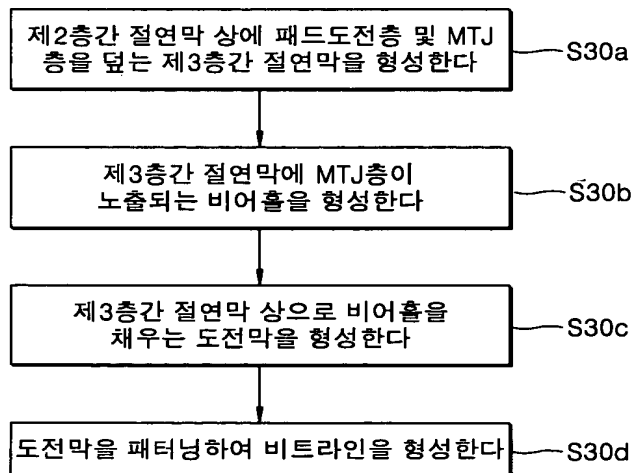 제2층간 절연막 상에 패드도전층 및 MTJ
층을 덮는 제3층간 절연막을 형성한다
S30a
제3층간 절연막에 MTJ층이
노출되는 비어홀을 형성한다
S30b
제3층간 절연막 상으로 비어홀을
채우는 도전막을 형성한다
S30c
도전막을 패터닝하여 비트라인을 형성한다
S30d